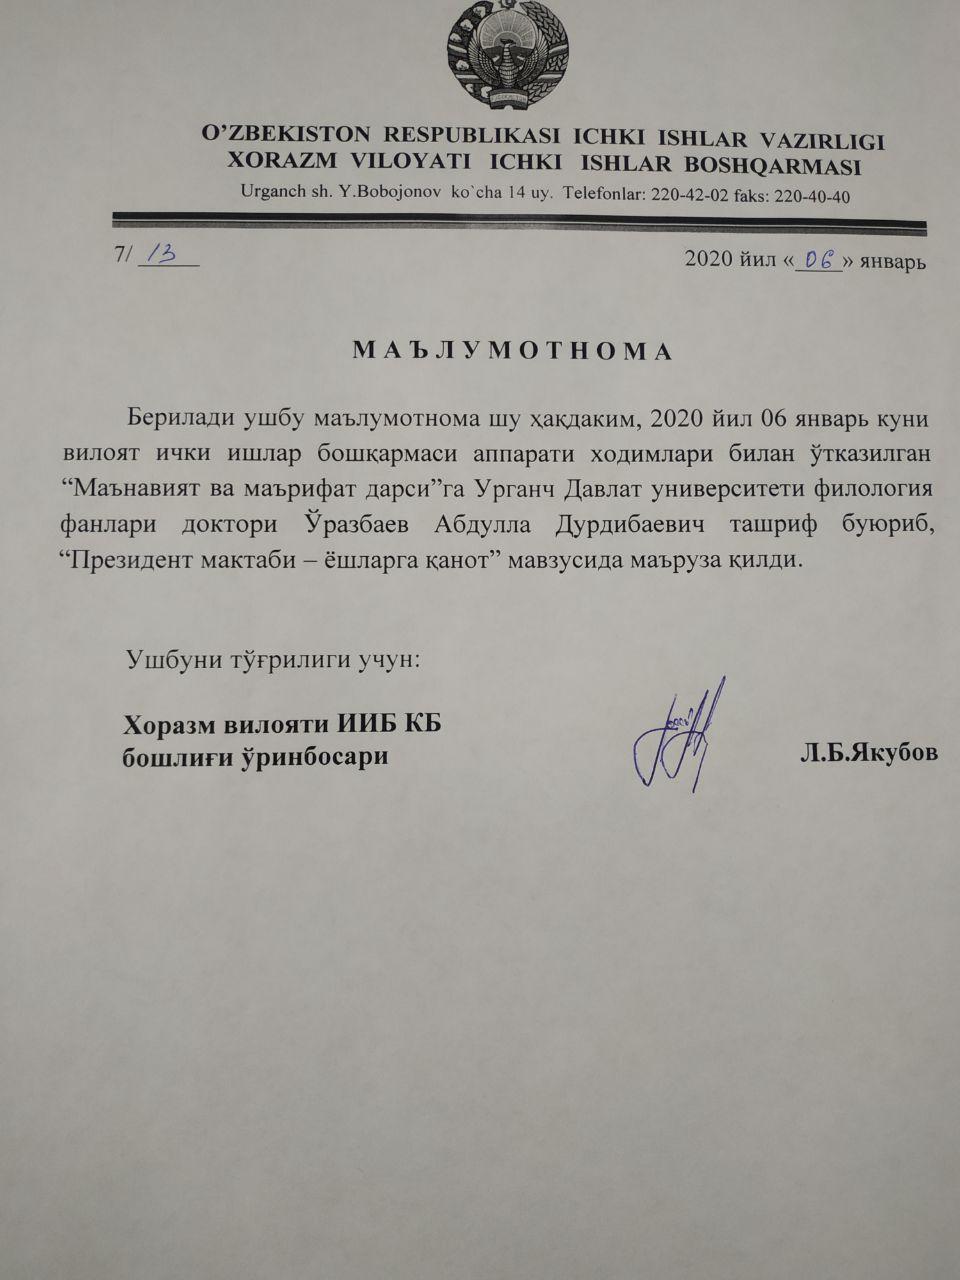 O’ZBEKISTON RESPUBLIKASI ICHKI ISHLAR VAZIRLIGI
XORAZM VILOYATI ICHKI ISHLAR BOSHQARMASI
Urganch sh. Y.Bobojonov ko`cha 14 uy. Telefonlar: 220-42-02 faks: 220-40-40
7/ 13
2020 йил «06» январь
М А Ъ Л У М О Т Н О М А
Берилади ушбу маълумотнома шу ҳақдаким, 2020 йил 06 январь куни
вилоят ички ишлар бошқармаси аппарати ходимлари билан ўтказилган
“Маънавият ва маърифат дарси”га Урганч Давлат университети филология
фанлари доктори Ўразбаев Абдулла Дурдибаевич ташриф буюриб,
“Президент мактаби – ёшларга қанот” мавзусида маъруза қилди.
Ушбуни тўғрилиги учун:
Хоразм вилояти ИИБ КБ
бошлиғи ўринбосари
Л.Б.Якубов